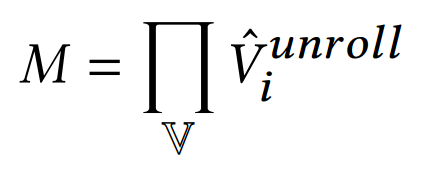 M = ∏_𝕍 V̂_i^{unroll}